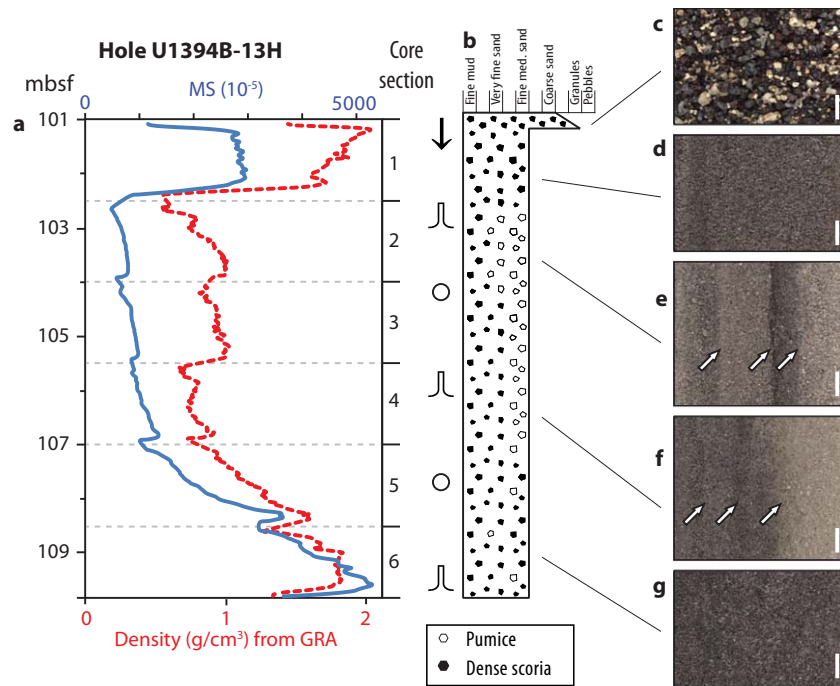 Hole U1394B-13H
mbsf
0
MS (10⁻⁵)
5000
Core
section
a
101
103
105
107
109
1
2
3
4
5
6
0
1
2
Density (g/cm³) from GRA
b
Fine mud
Very fine sand
Fine med. sand
Coarse sand
Granules
Pebbles
Pumice
Dense scoria
c
d
e
f
g